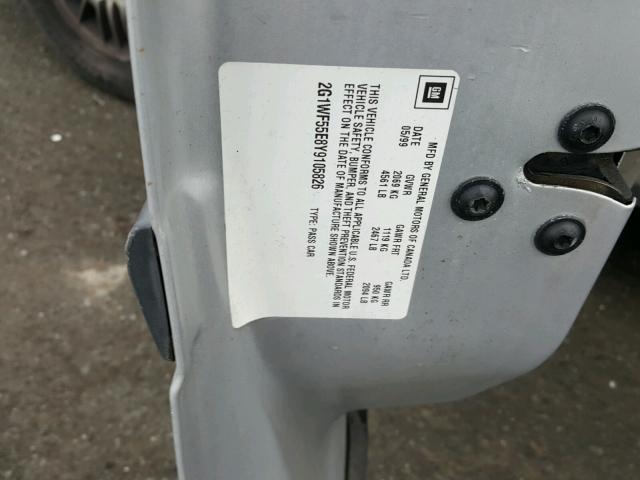 GM
MFD BY GENERAL MOTORS OF CANADA LTD.
DATE GVWR GAWR FRT GAWR RR
05/99 2069 KG 1119 KG 950 KG
4561 LB 2467 LB 2094 LB
THIS VEHICLE CONFORMS TO ALL APPLICABLE U.S. FEDERAL MOTOR
VEHICLE SAFETY, BUMPER, AND THEFT PREVENTION STANDARDS IN
EFFECT ON THE DATE OF MANUFACTURE SHOWN ABOVE.
2G1WF55E8Y9105826 TYPE: PASS CAR